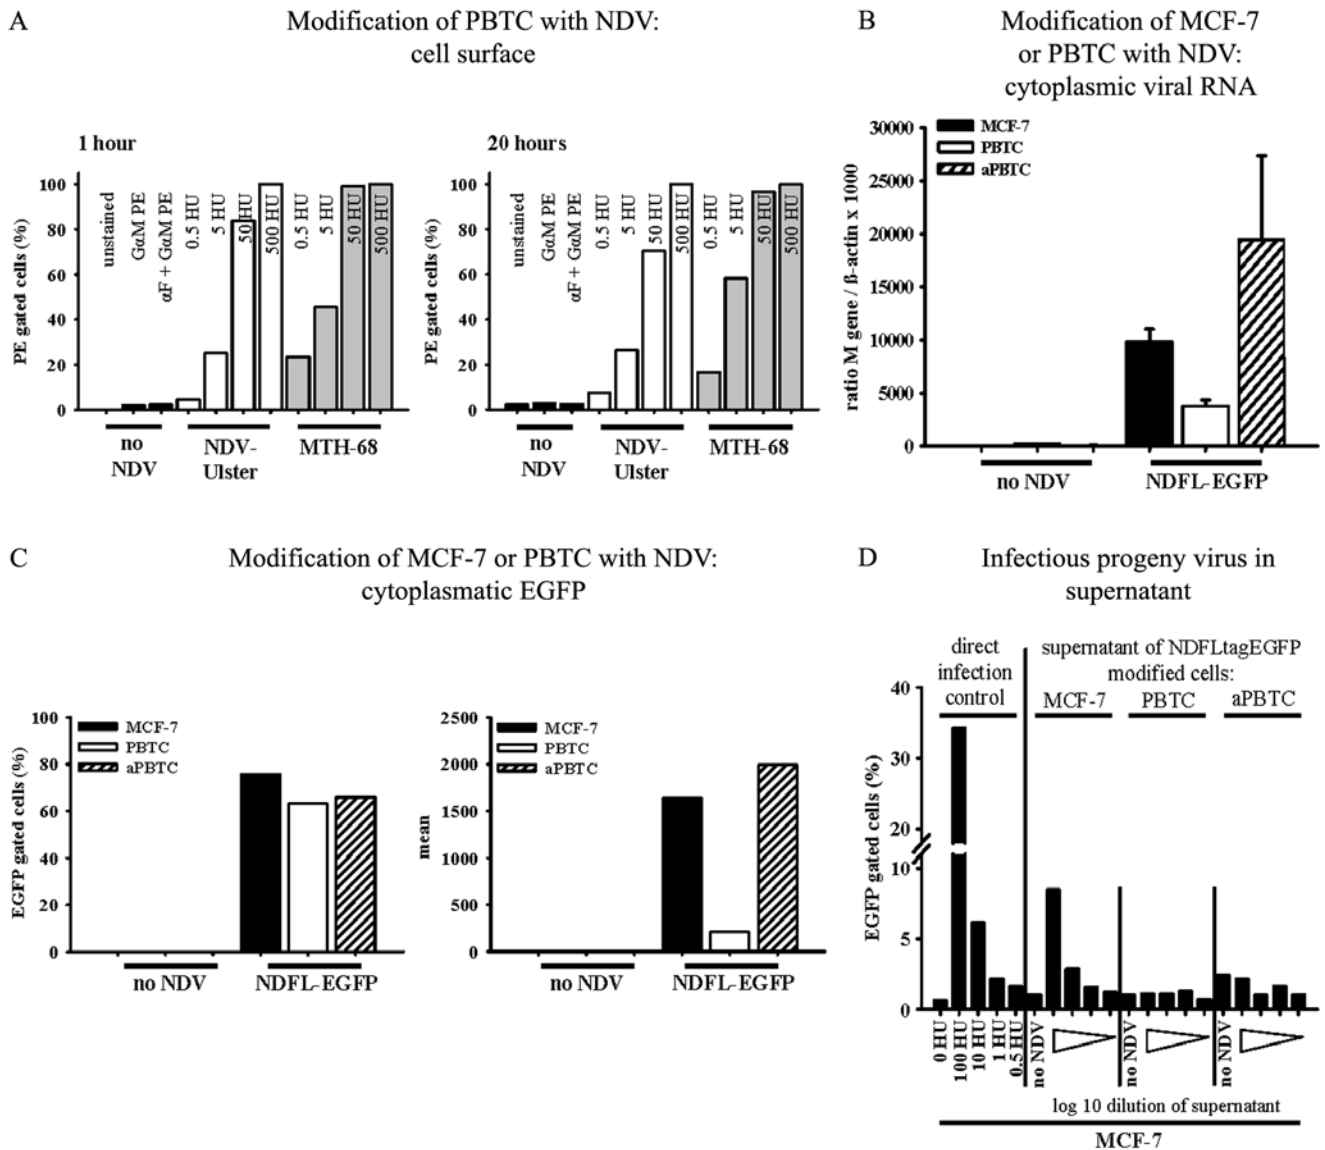 A
Modification of PBTC with NDV:
cell surface
1 hour
PE gated cells (%)
100
80
60
40
20
0
unstained
GαM PE
αF + GαM PE
0.5 HU
5 HU
50 HU
500 HU
0.5 HU
5 HU
50 HU
500 HU
no
NDV
NDV-
Ulster
MTH-68
20 hours
PE gated cells (%)
100
80
60
40
20
0
unstained
GαM PE
αF + GαM PE
0.5 HU
5 HU
50 HU
500 HU
0.5 HU
5 HU
50 HU
500 HU
no
NDV
NDV-
Ulster
MTH-68
B
Modification of MCF-7
or PBTC with NDV:
cytoplasmic viral RNA
ratio M gene / ß-actin x 1000
30000
25000
20000
15000
10000
5000
0
MCF-7
PBTC
aPBTC
no NDV
NDFL-EGFP
C
Modification of MCF-7 or PBTC with NDV:
cytoplasmatic EGFP
EGFP gated cells (%)
100
80
60
40
20
0
MCF-7
PBTC
aPBTC
no NDV
NDFL-EGFP
mean
2500
2000
1500
1000
500
0
MCF-7
PBTC
aPBTC
no NDV
NDFL-EGFP
D
Infectious progeny virus in
supernatant
direct
infection
control
supernatant of NDFLtagEGFP
modified cells:
MCF-7
PBTC
aPBTC
EGFP gated cells (%)
40
30
20
10
5
0
0 HU
100 HU
10 HU
1 HU
0.5 HU
no NDV
no NDV
no NDV
log 10 dilution of supernatant
MCF-7